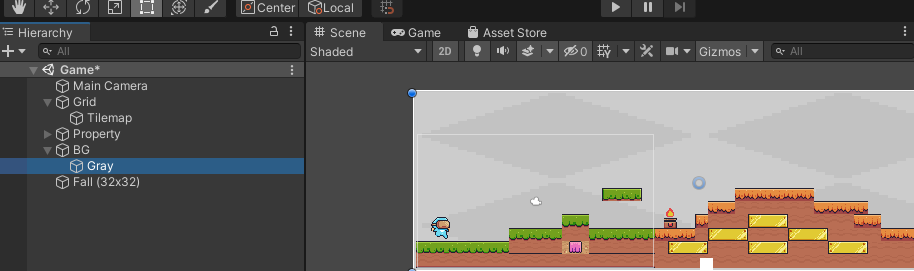 Center
Local
Hierarchy
Scene
Game
Asset Store
All
Shaded
2D
0
Gizmos
All
Game*
Main Camera
Grid
Tilemap
Property
BG
Gray
Fall (32x32)